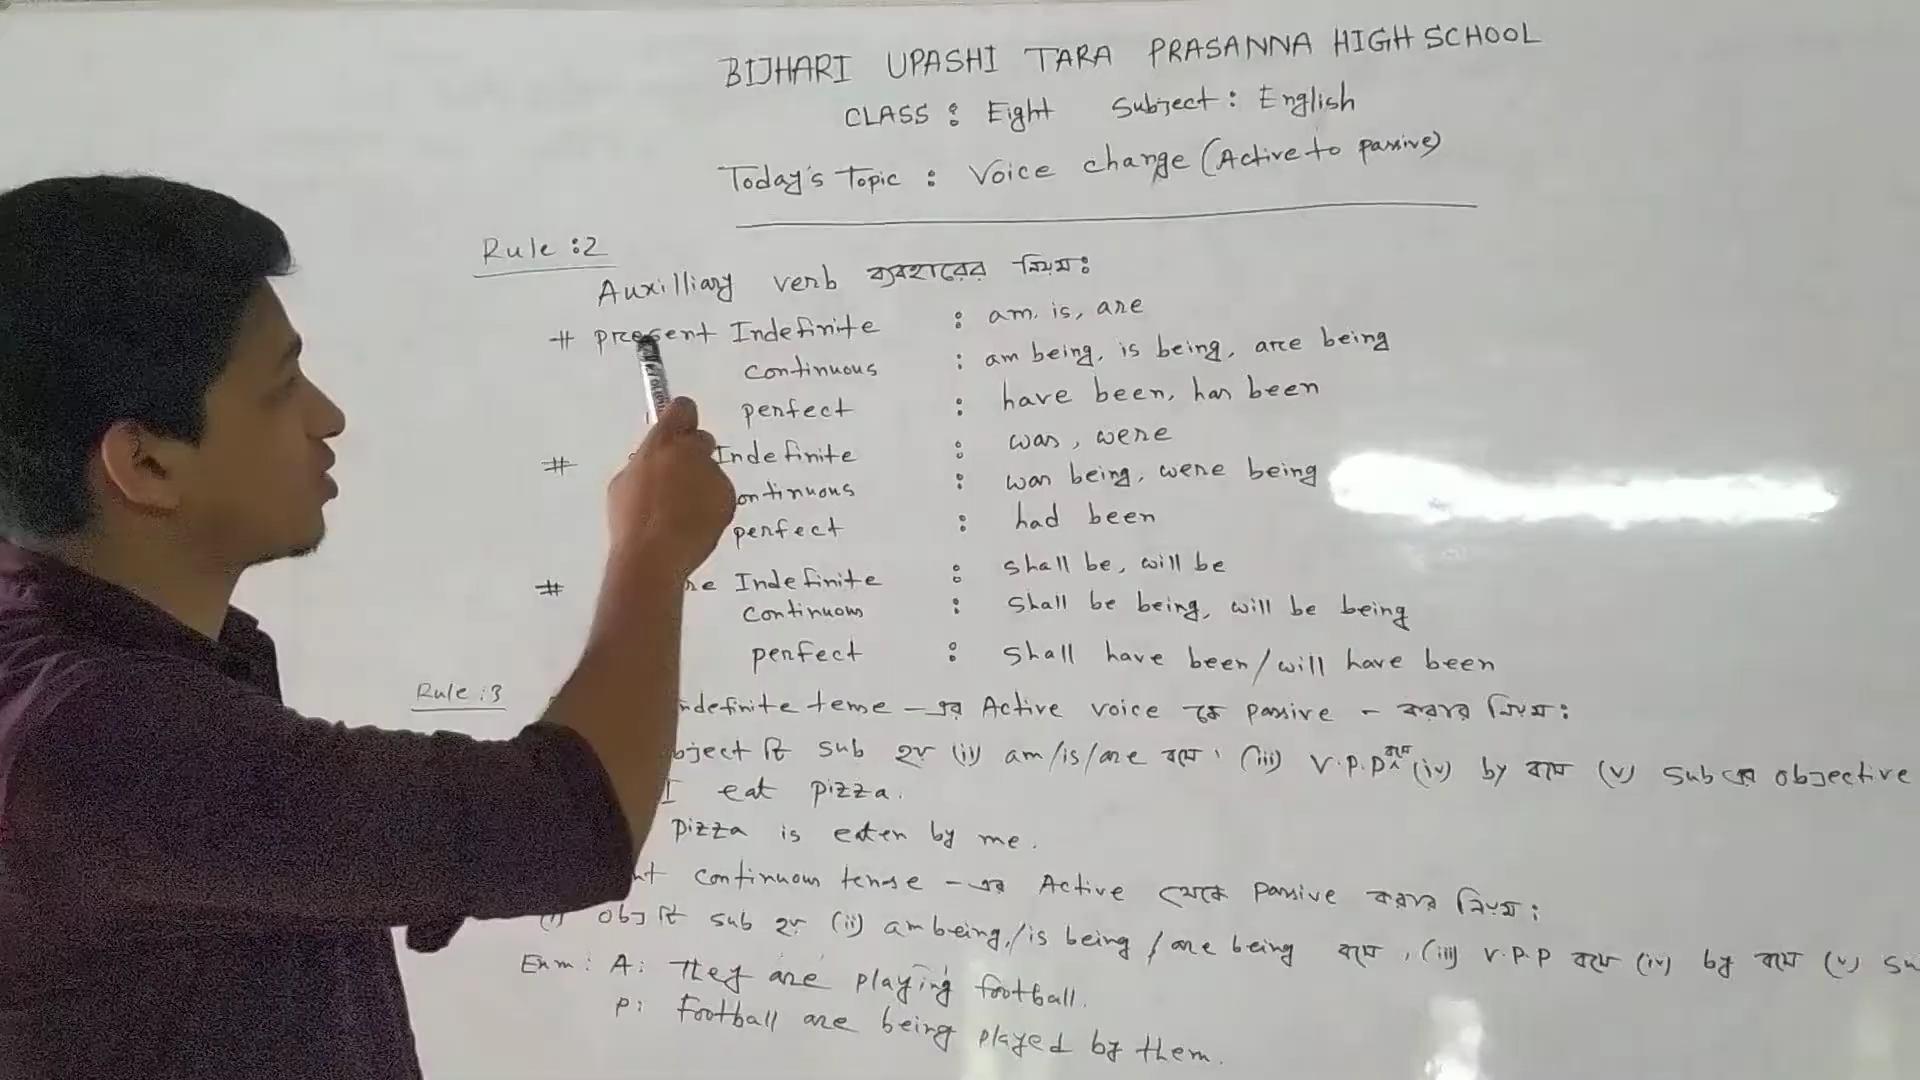 BIJHARI UPASHI TARA PRASANNA HIGH SCHOOL
CLASS : Eight Subject : English
Today's Topic : Voice change (Active to passive)
Rule :2
Auxilliary verb ব্যবহারের নিয়মঃ
# present Indefinite : am, is, are
continuous : am being, is being, are being
perfect : have been, has been
# Indefinite : was, were
continuous : was being, were being
perfect : had been
# Indefinite : shall be, will be
continuous : shall be being, will be being
perfect : shall have been/will have been
Rule :3
indefinite tense - এর Active voice কে passive - করার নিয়ম :
object টি sub হয় (ii) am/is/are বসে। (iii) V.P.P বসে (iv) by বসে (v) sub এর objective
I eat pizza.
Pizza is eaten by me.
continuous tense - এর Active থেকে passive করার নিয়ম :
(i) obj টি sub হয় (ii) am being,/is being/are being বসে, (iii) V.P.P বসে (iv) by বসে (v)
Exm : A: They are playing football.
P: Football are being played by them.